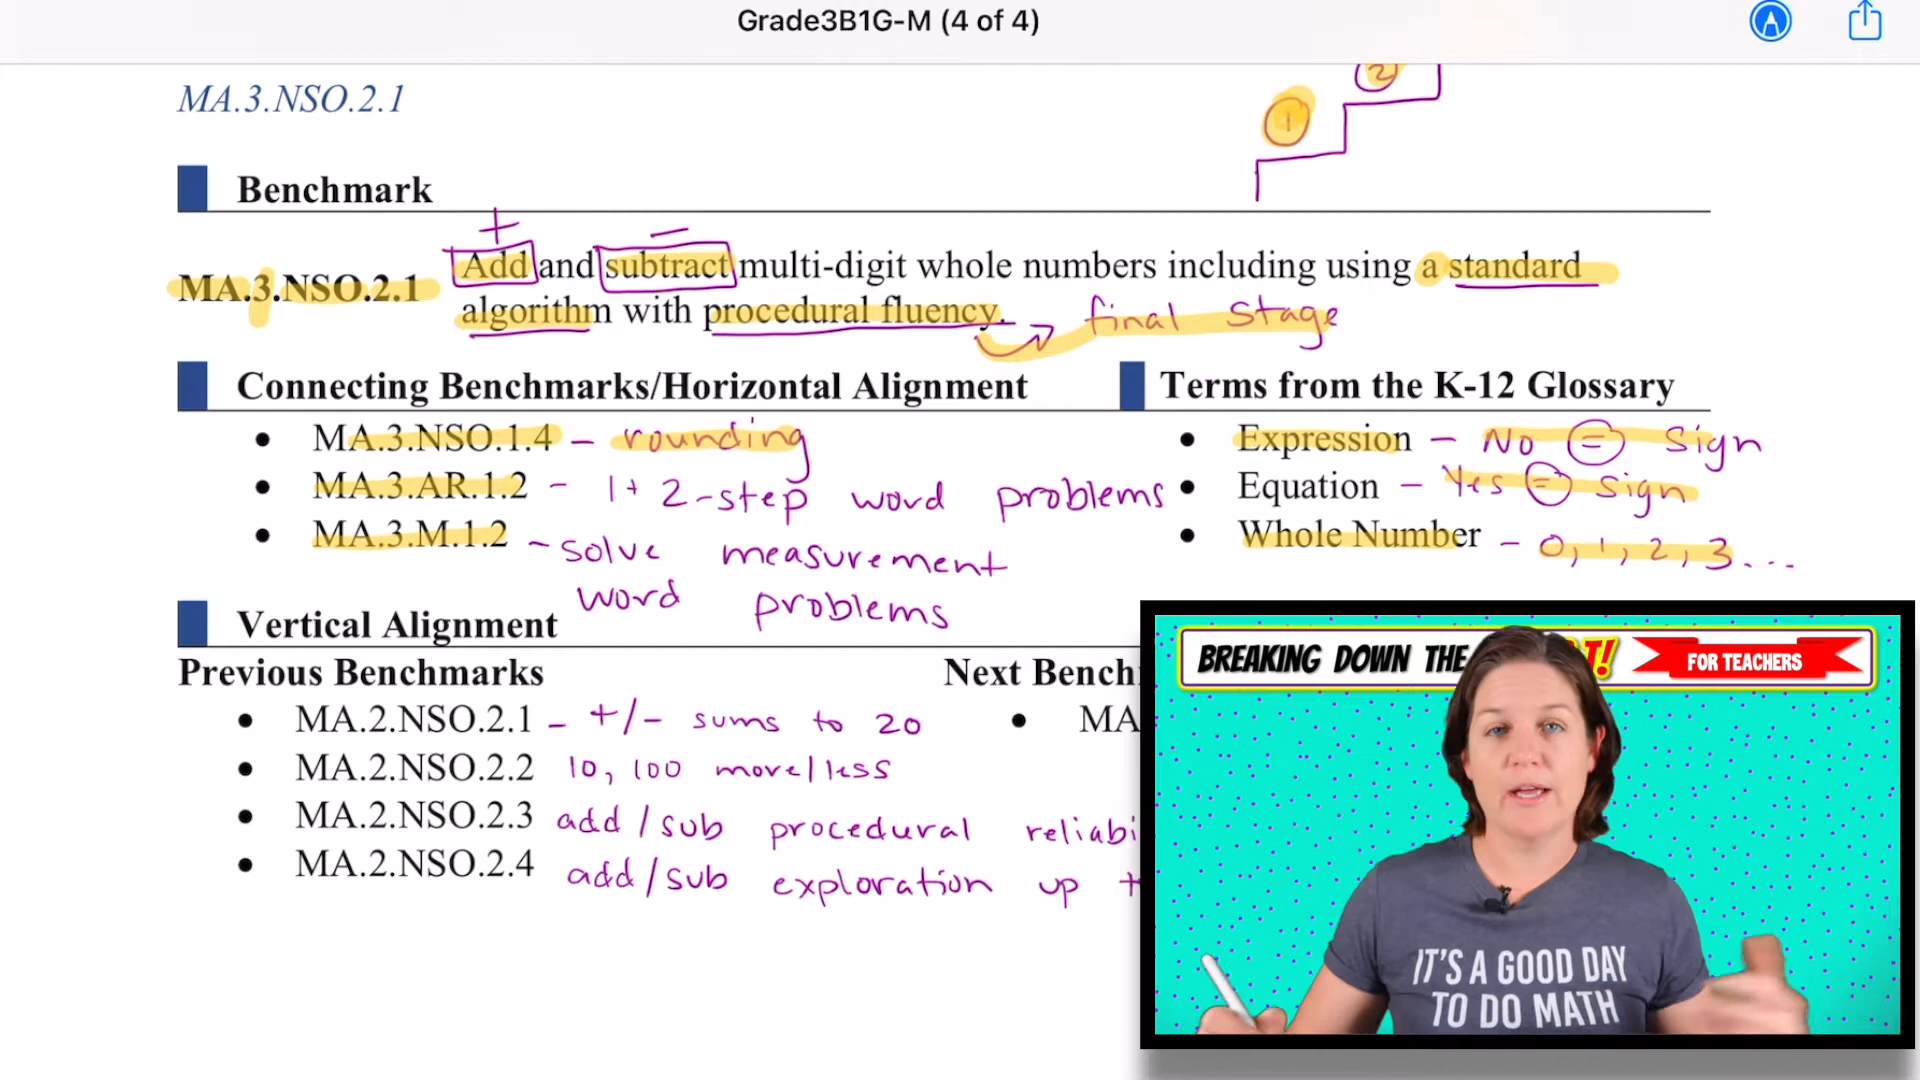 Grade3B1G-M (4 of 4)
2
MA.3.NSO.2.1
1
Benchmark
+ −
MA.3.NSO.2.1 Add and subtract multi-digit whole numbers including using a standard
algorithm with procedural fluency. final stage
Connecting Benchmarks/Horizontal Alignment
MA.3.NSO.1.4 - rounding
MA.3.AR.1.2 - 1+ 2-step word problems
MA.3.M.1.2 - solve measurement
word problems
Terms from the K-12 Glossary
Expression - No = Sign
Equation - Yes = Sign
Whole Number - 0, 1, 2, 3...
Vertical Alignment
Previous Benchmarks
MA.2.NSO.2.1 - +/- sums to 20
MA.2.NSO.2.2 10, 100 more/less
MA.2.NSO.2.3 add/sub procedural
MA.2.NSO.2.4 add/sub exploration up
Next
MA
BREAKING DOWN THE
FOR TEACHERS
IT'S A GOOD DAY
TO DO MATH